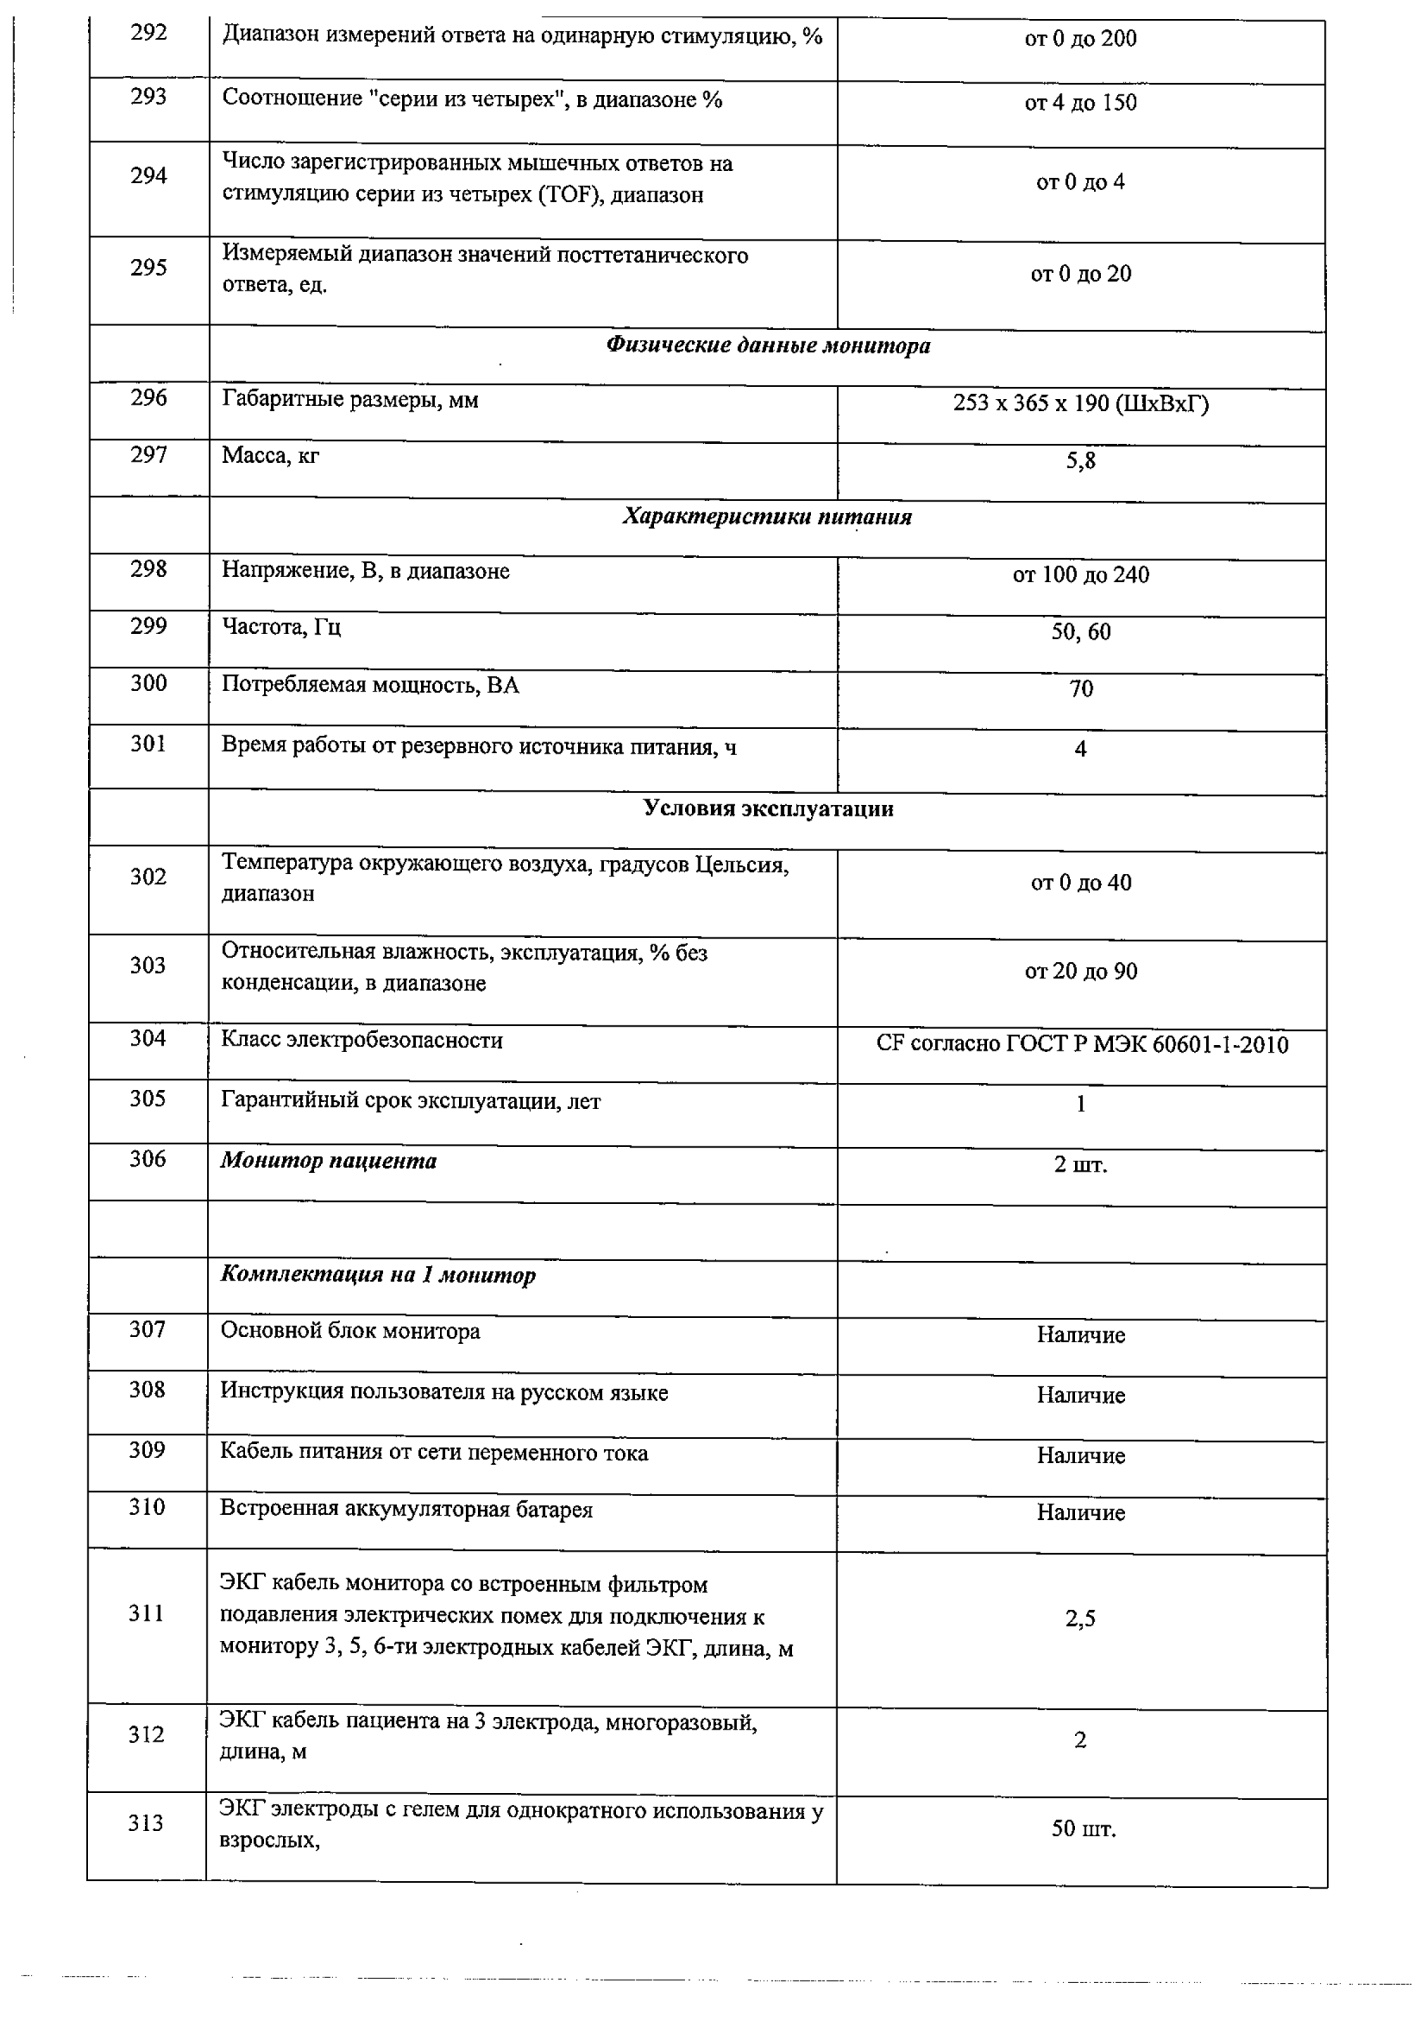 292 Диапазон измерений ответа на одинарную стимуляцию, % от 0 до 200
293 Соотношение "серии из четырех", в диапазоне % от 4 до 150
294 Число зарегистрированных мышечных ответов на
стимуляцию серии из четырех (TOF), диапазон от 0 до 4
295 Измеряемый диапазон значений посттетанического
ответа, ед. от 0 до 20
Физические данные монитора
296 Габаритные размеры, мм 253 x 365 x 190 (ШхВхГ)
297 Масса, кг 5,8
Характеристики питания
298 Напряжение, В, в диапазоне от 100 до 240
299 Частота, Гц 50, 60
300 Потребляемая мощность, ВА 70
301 Время работы от резервного источника питания, ч 4
Условия эксплуатации
302 Температура окружающего воздуха, градусов Цельсия,
диапазон от 0 до 40
303 Относительная влажность, эксплуатация, % без
конденсации, в диапазоне от 20 до 90
304 Класс электробезопасности CF согласно ГОСТ Р МЭК 60601-1-2010
305 Гарантийный срок эксплуатации, лет 1
306 Монитор пациента 2 шт.
Комплектация на 1 монитор
307 Основной блок монитора Наличие
308 Инструкция пользователя на русском языке Наличие
309 Кабель питания от сети переменного тока Наличие
310 Встроенная аккумуляторная батарея Наличие
311 ЭКГ кабель монитора со встроенным фильтром
подавления электрических помех для подключения к
монитору 3, 5, 6-ти электродных кабелей ЭКГ, длина, м 2,5
312 ЭКГ кабель пациента на 3 электрода, многоразовый,
длина, м 2
313 ЭКГ электроды с гелем для однократного использования у
взрослых, 50 шт.